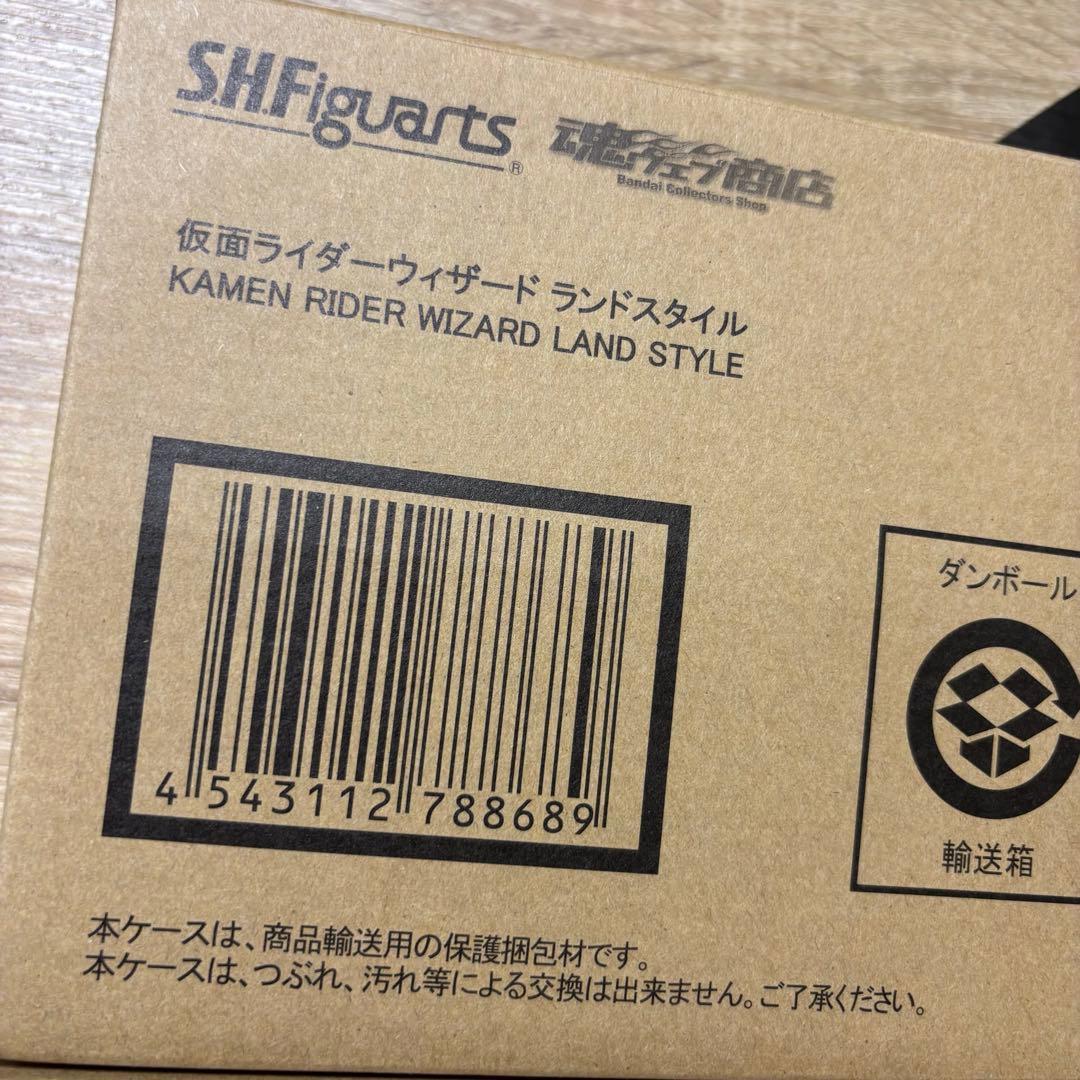 S.H.Figuarts®
魂ウェブ商店
Bandai Collectors Shop
仮面ライダーウィザード ランドスタイル
KAMEN RIDER WIZARD LAND STYLE
4 543112 788689
ダンボール
輸送箱
本ケースは、商品輸送用の保護捆包材です。
本ケースは、つぶれ、汚れ等による交換は出来ません。ご了承ください。